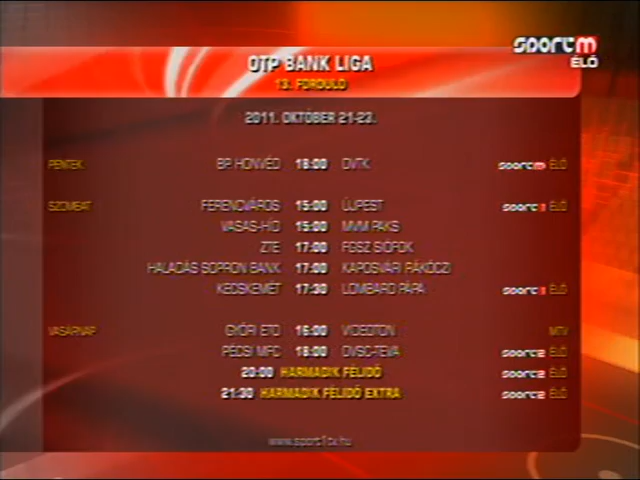 sport m
ÉLŐ
OTP BANK LIGA
13. FORDULÓ
2011. OKTÓBER 21-23.
PÉNTEK BP. HONVÉD 18:00 DVTK sport m ÉLŐ
SZOMBAT FERENCVÁROS 15:00 ÚJPEST sport 1 ÉLŐ
VASAS-HÍD 15:00 MVM PAKS
ZTE 17:00 FGSZ SIÓFOK
HALADÁS SOPRON BANK 17:00 KAPOSVÁRI RÁKÓCZI
KECSKEMÉT 17:30 LOMBARD PÁPA sport 1 ÉLŐ
VASÁRNAP GYŐRI ETO 16:00 VIDEOTON MTV
PÉCSI MFC 18:00 DVSC-TEVA sport 2 ÉLŐ
20:00 HARMADIK FÉLIDŐ sport 2 ÉLŐ
21:30 HARMADIK FÉLIDŐ EXTRA sport 2 ÉLŐ
www.sport1tv.hu